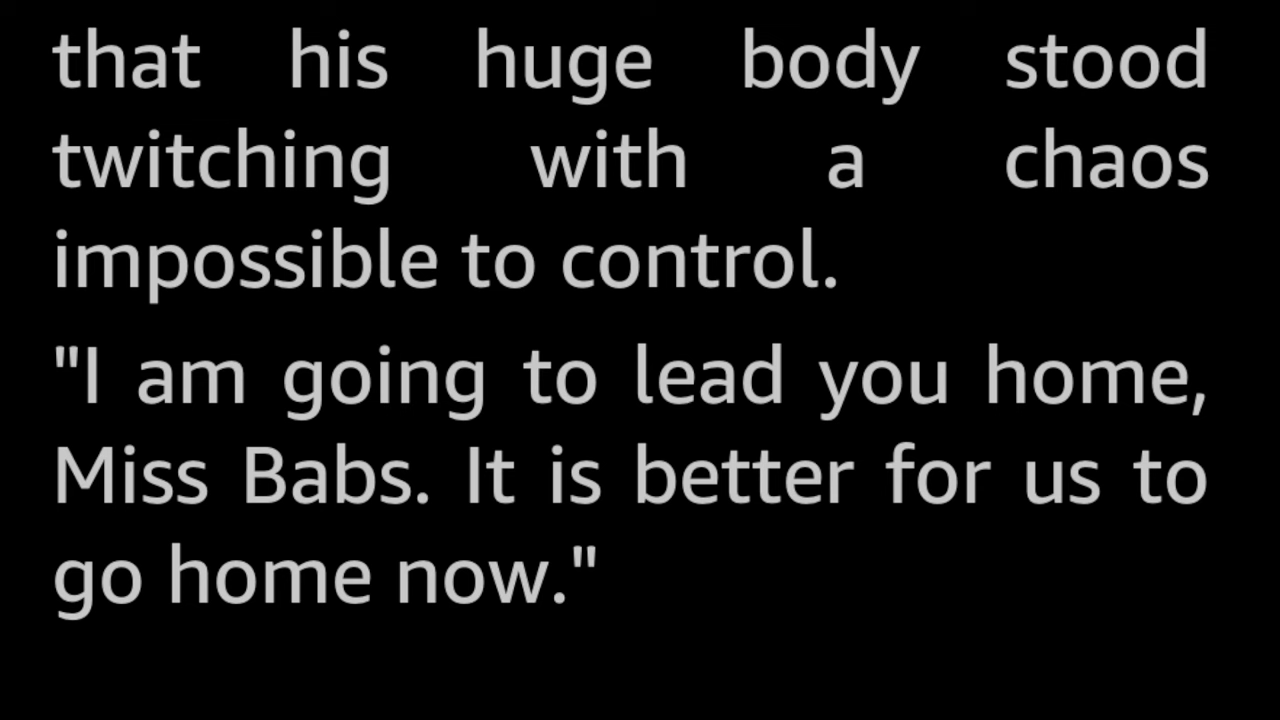 that his huge body stood
twitching with a chaos
impossible to control.
"I am going to lead you home,
Miss Babs. It is better for us to
go home now."